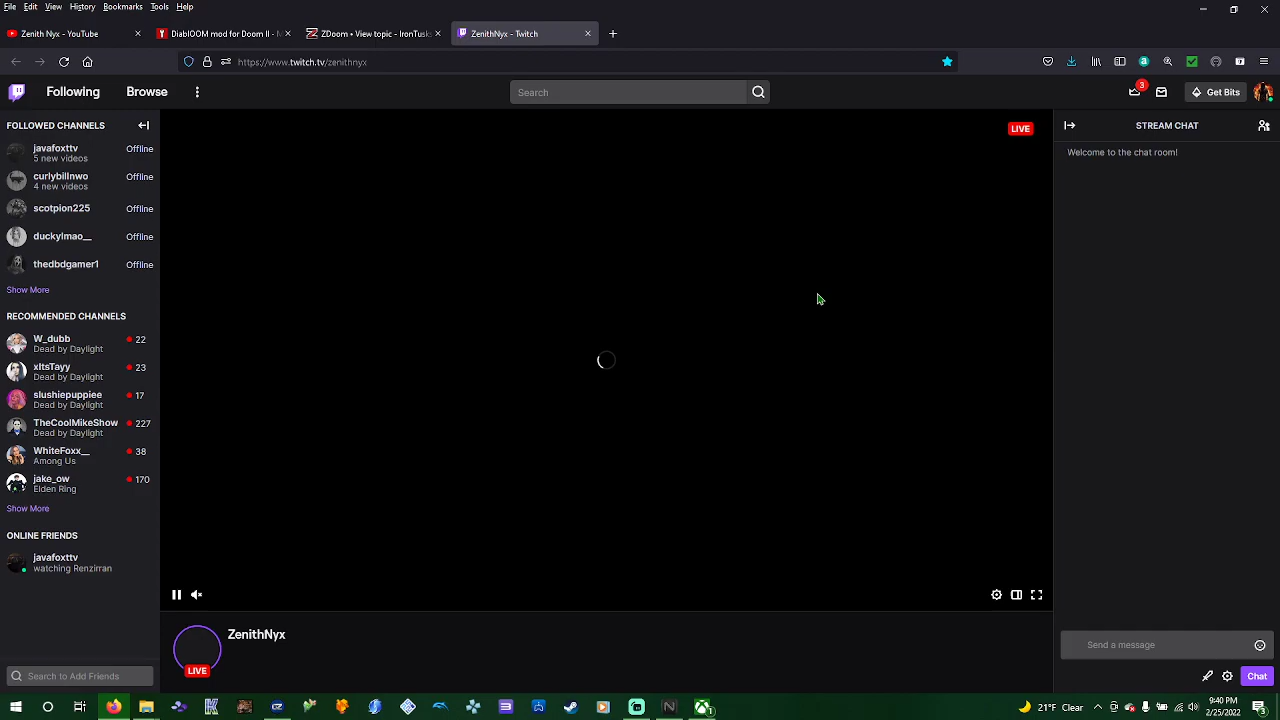 File Edit View History Bookmarks Tools Help
Zenith Nyx - YouTube
DiablOOM mod for Doom II - M
ZDoom • View topic - IronTusk
ZenithNyx - Twitch
https://www.twitch.tv/zenithnyx
Following
Browse
Search
3
Get Bits
FOLLOWED CHANNELS
LIVE
STREAM CHAT
javafoxttv
Offline
5 new videos
Welcome to the chat room!
curlybillnwo
Offline
4 new videos
scotpion225
Offline
duckylmao__
Offline
thedbdgamer1
Offline
Show More
RECOMMENDED CHANNELS
W_dubb
22
Dead by Daylight
xItsTayy
23
Dead by Daylight
slushiepuppiee
17
Dead by Daylight
TheCoolMikeShow
227
Dead by Daylight
WhiteFoxx__
38
Among Us
jake_ow
170
Elden Ring
Show More
ONLINE FRIENDS
javafoxttv
watching Renzirran
ZenithNyx
LIVE
Send a message
Search to Add Friends
Chat
21°F Clear
9:40 PM
2/25/2022